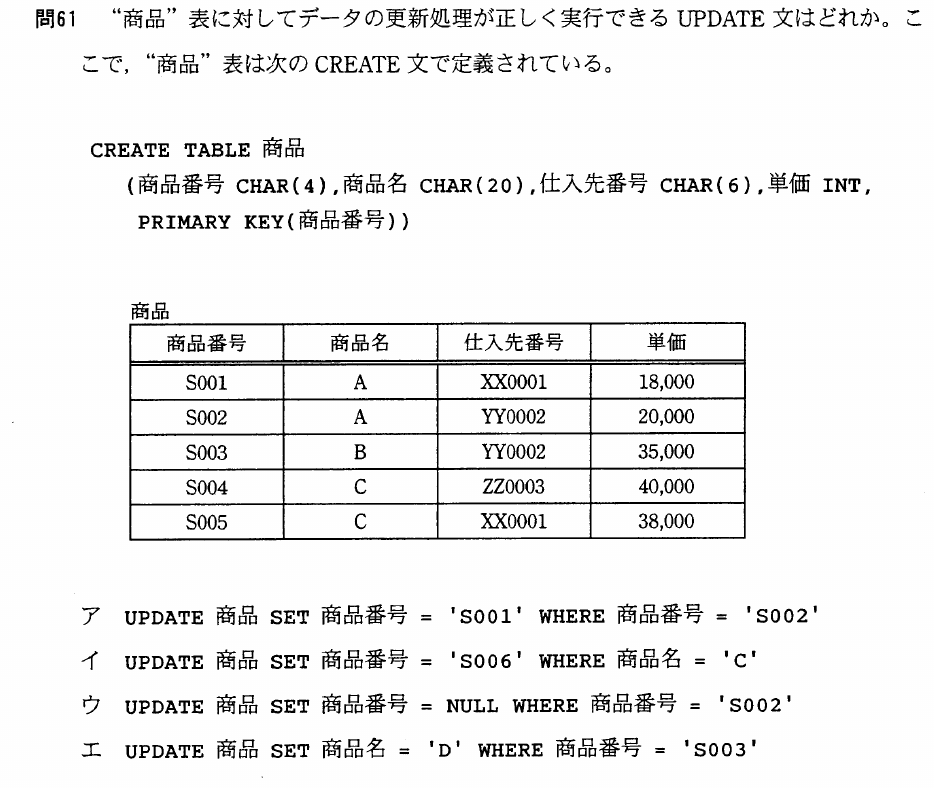 問61 “商品”表に対してデータの更新処理が正しく実行できる UPDATE 文はどれか。こ
こで，“商品”表は次の CREATE 文で定義されている。
CREATE TABLE 商品
(商品番号 CHAR(4),商品名 CHAR(20),仕入先番号 CHAR(6),単価 INT,
PRIMARY KEY(商品番号))
商品
商品番号 商品名 仕入先番号 単価
S001 A XX0001 18,000
S002 A YY0002 20,000
S003 B YY0002 35,000
S004 C ZZ0003 40,000
S005 C XX0001 38,000
ア UPDATE 商品 SET 商品番号 = 'S001' WHERE 商品番号 = 'S002'
イ UPDATE 商品 SET 商品番号 = 'S006' WHERE 商品名 = 'C'
ウ UPDATE 商品 SET 商品番号 = NULL WHERE 商品番号 = 'S002'
エ UPDATE 商品 SET 商品名 = 'D' WHERE 商品番号 = 'S003'